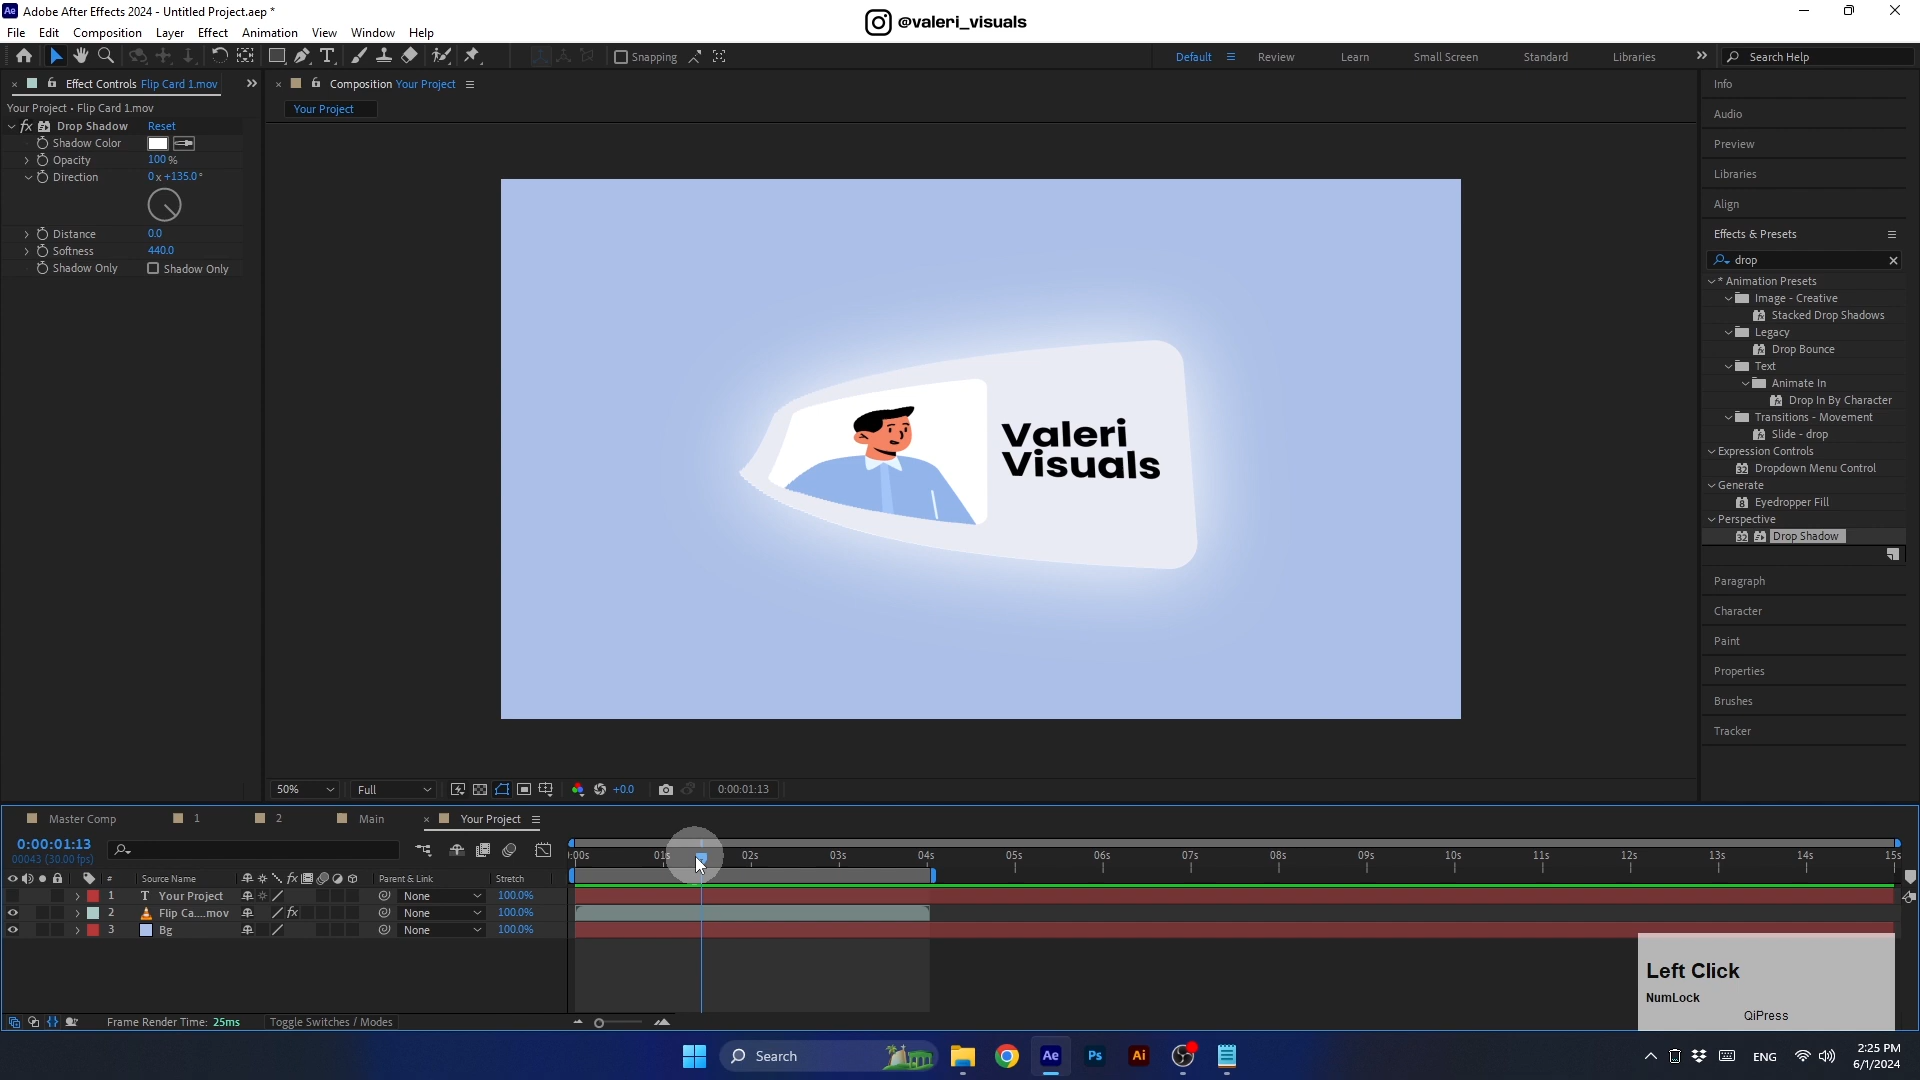 Adobe After Effects 2024 - Untitled Project.aep *
@valeri_visuals
File Edit Composition Layer Effect Animation View Window Help
Snapping
Default Review Learn Small Screen Standard Libraries Search Help
Effect Controls Flip Card 1.mov
Your Project • Flip Card 1.mov
fx Drop Shadow Reset
Shadow Color
Opacity 100 %
Direction 0 x +135.0 °
Distance 0.0
Softness 440.0
Shadow Only Shadow Only
Composition Your Project
Your Project
Valeri
Visuals
50% Full +0.0 0:00:01:13
Info
Audio
Preview
Libraries
Align
Effects & Presets
drop
* Animation Presets
Image - Creative
Stacked Drop Shadows
Legacy
Drop Bounce
Text
Animate In
Drop In By Character
Transitions - Movement
Slide - drop
Expression Controls
Dropdown Menu Control
Generate
Eyedropper Fill
Perspective
Drop Shadow
Paragraph
Character
Paint
Properties
Brushes
Tracker
Master Comp 1 2 Main Your Project
0:00:01:13
00043 (30.00 fps)
:00s 01s 02s 03s 04s 05s 06s 07s 08s 09s 10s 11s 12s 13s 14s 15s
# Source Name fx Parent & Link Stretch
1 T Your Project None 100.0%
2 Flip Ca....mov fx None 100.0%
3 Bg None 100.0%
Frame Render Time: 25ms Toggle Switches / Modes
Left Click
NumLock
QiPress
Search
Ae Ps Ai
ENG
2:25 PM
6/1/2024